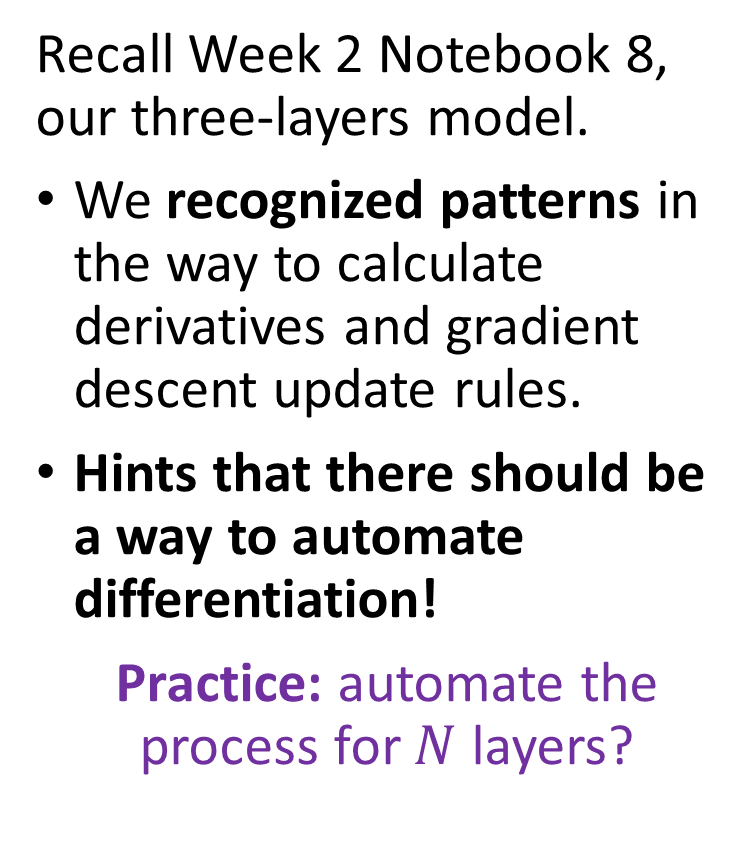 Recall Week 2 Notebook 8,
our three-layers model.
• We recognized patterns in
the way to calculate
derivatives and gradient
descent update rules.
• Hints that there should be
a way to automate
differentiation!
Practice: automate the
process for N layers?